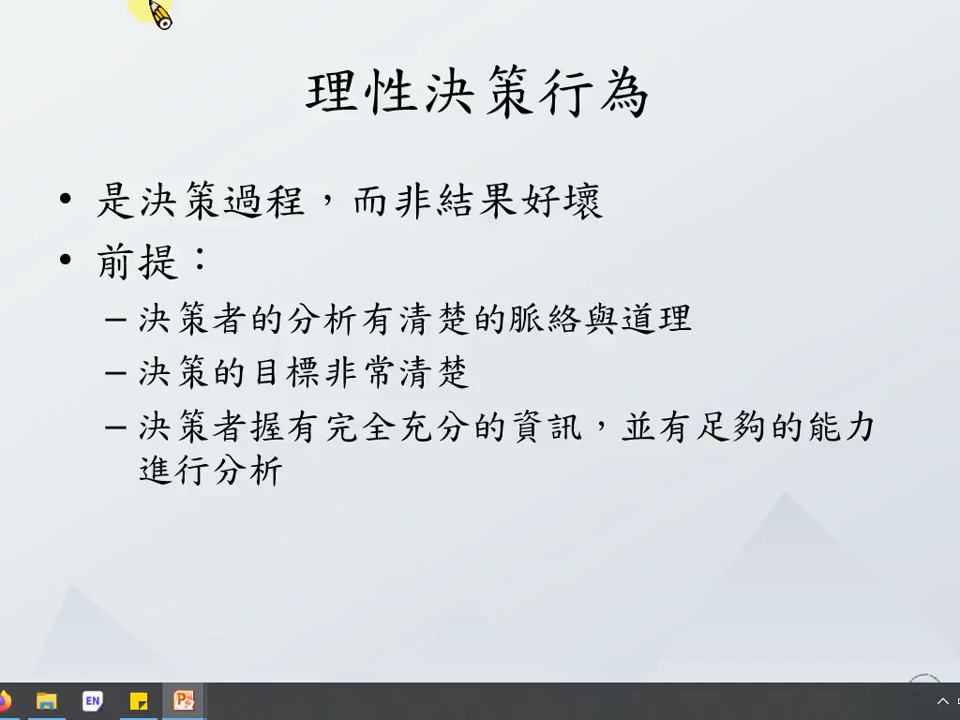 理性決策行為
• 是決策過程，而非結果好壞
• 前提：
– 決策者的分析有清楚的脈絡與道理
– 決策的目標非常清楚
– 決策者握有完全充分的資訊，並有足夠的能力
進行分析
EN